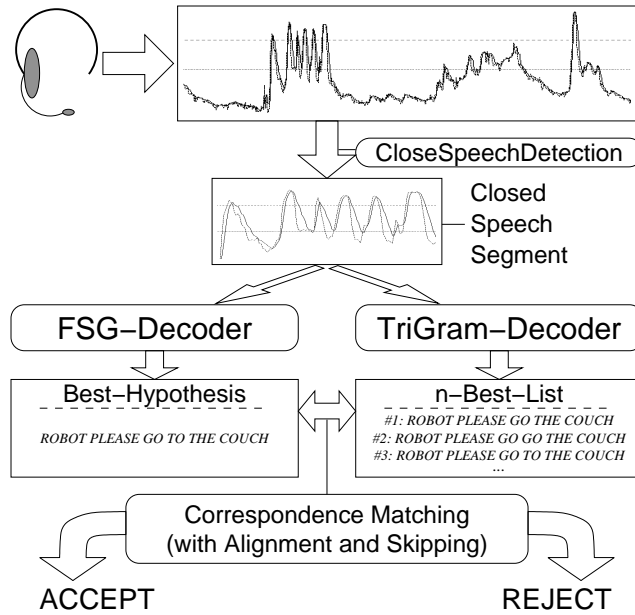 CloseSpeechDetection
Closed
Speech
Segment
FSG–Decoder
TriGram–Decoder
Best–Hypothesis
ROBOT PLEASE GO TO THE COUCH
n–Best–List
#1: ROBOT PLEASE GO THE COUCH
#2: ROBOT PLEASE GO GO THE COUCH
#3: ROBOT PLEASE GO TO THE COUCH
...
Correspondence Matching
(with Alignment and Skipping)
ACCEPT
REJECT